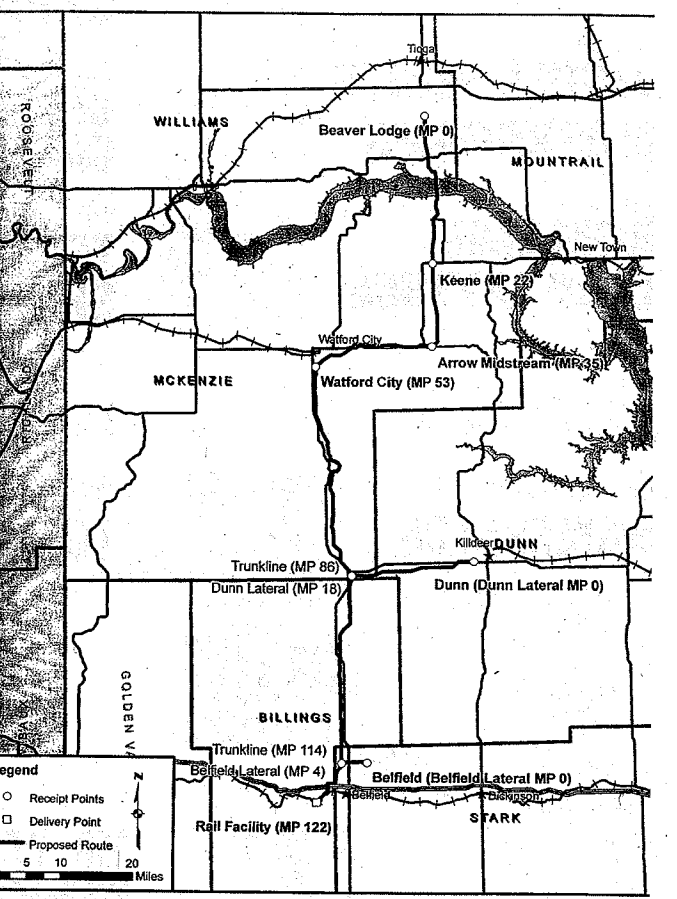 Tioga
WILLIAMS
ROOSEVELT
Beaver Lodge (MP 0)
MOUNTRAIL
New Town
Keene (MP 22)
Watford City
Arrow Midstream (MP 35)
MCKENZIE
Watford City (MP 53)
Killdeer
DUNN
Trunkline (MP 86)
Dunn Lateral (MP 18)
Dunn (Dunn Lateral MP 0)
GOLDEN VA
BILLINGS
Trunkline (MP 114)
Belfield Lateral (MP 4)
Belfield (Belfield Lateral MP 0)
Belfield
Dickinson
STARK
Rail Facility (MP 122)
egend
N
Receipt Points
Delivery Point
Proposed Route
5 10 20
Miles